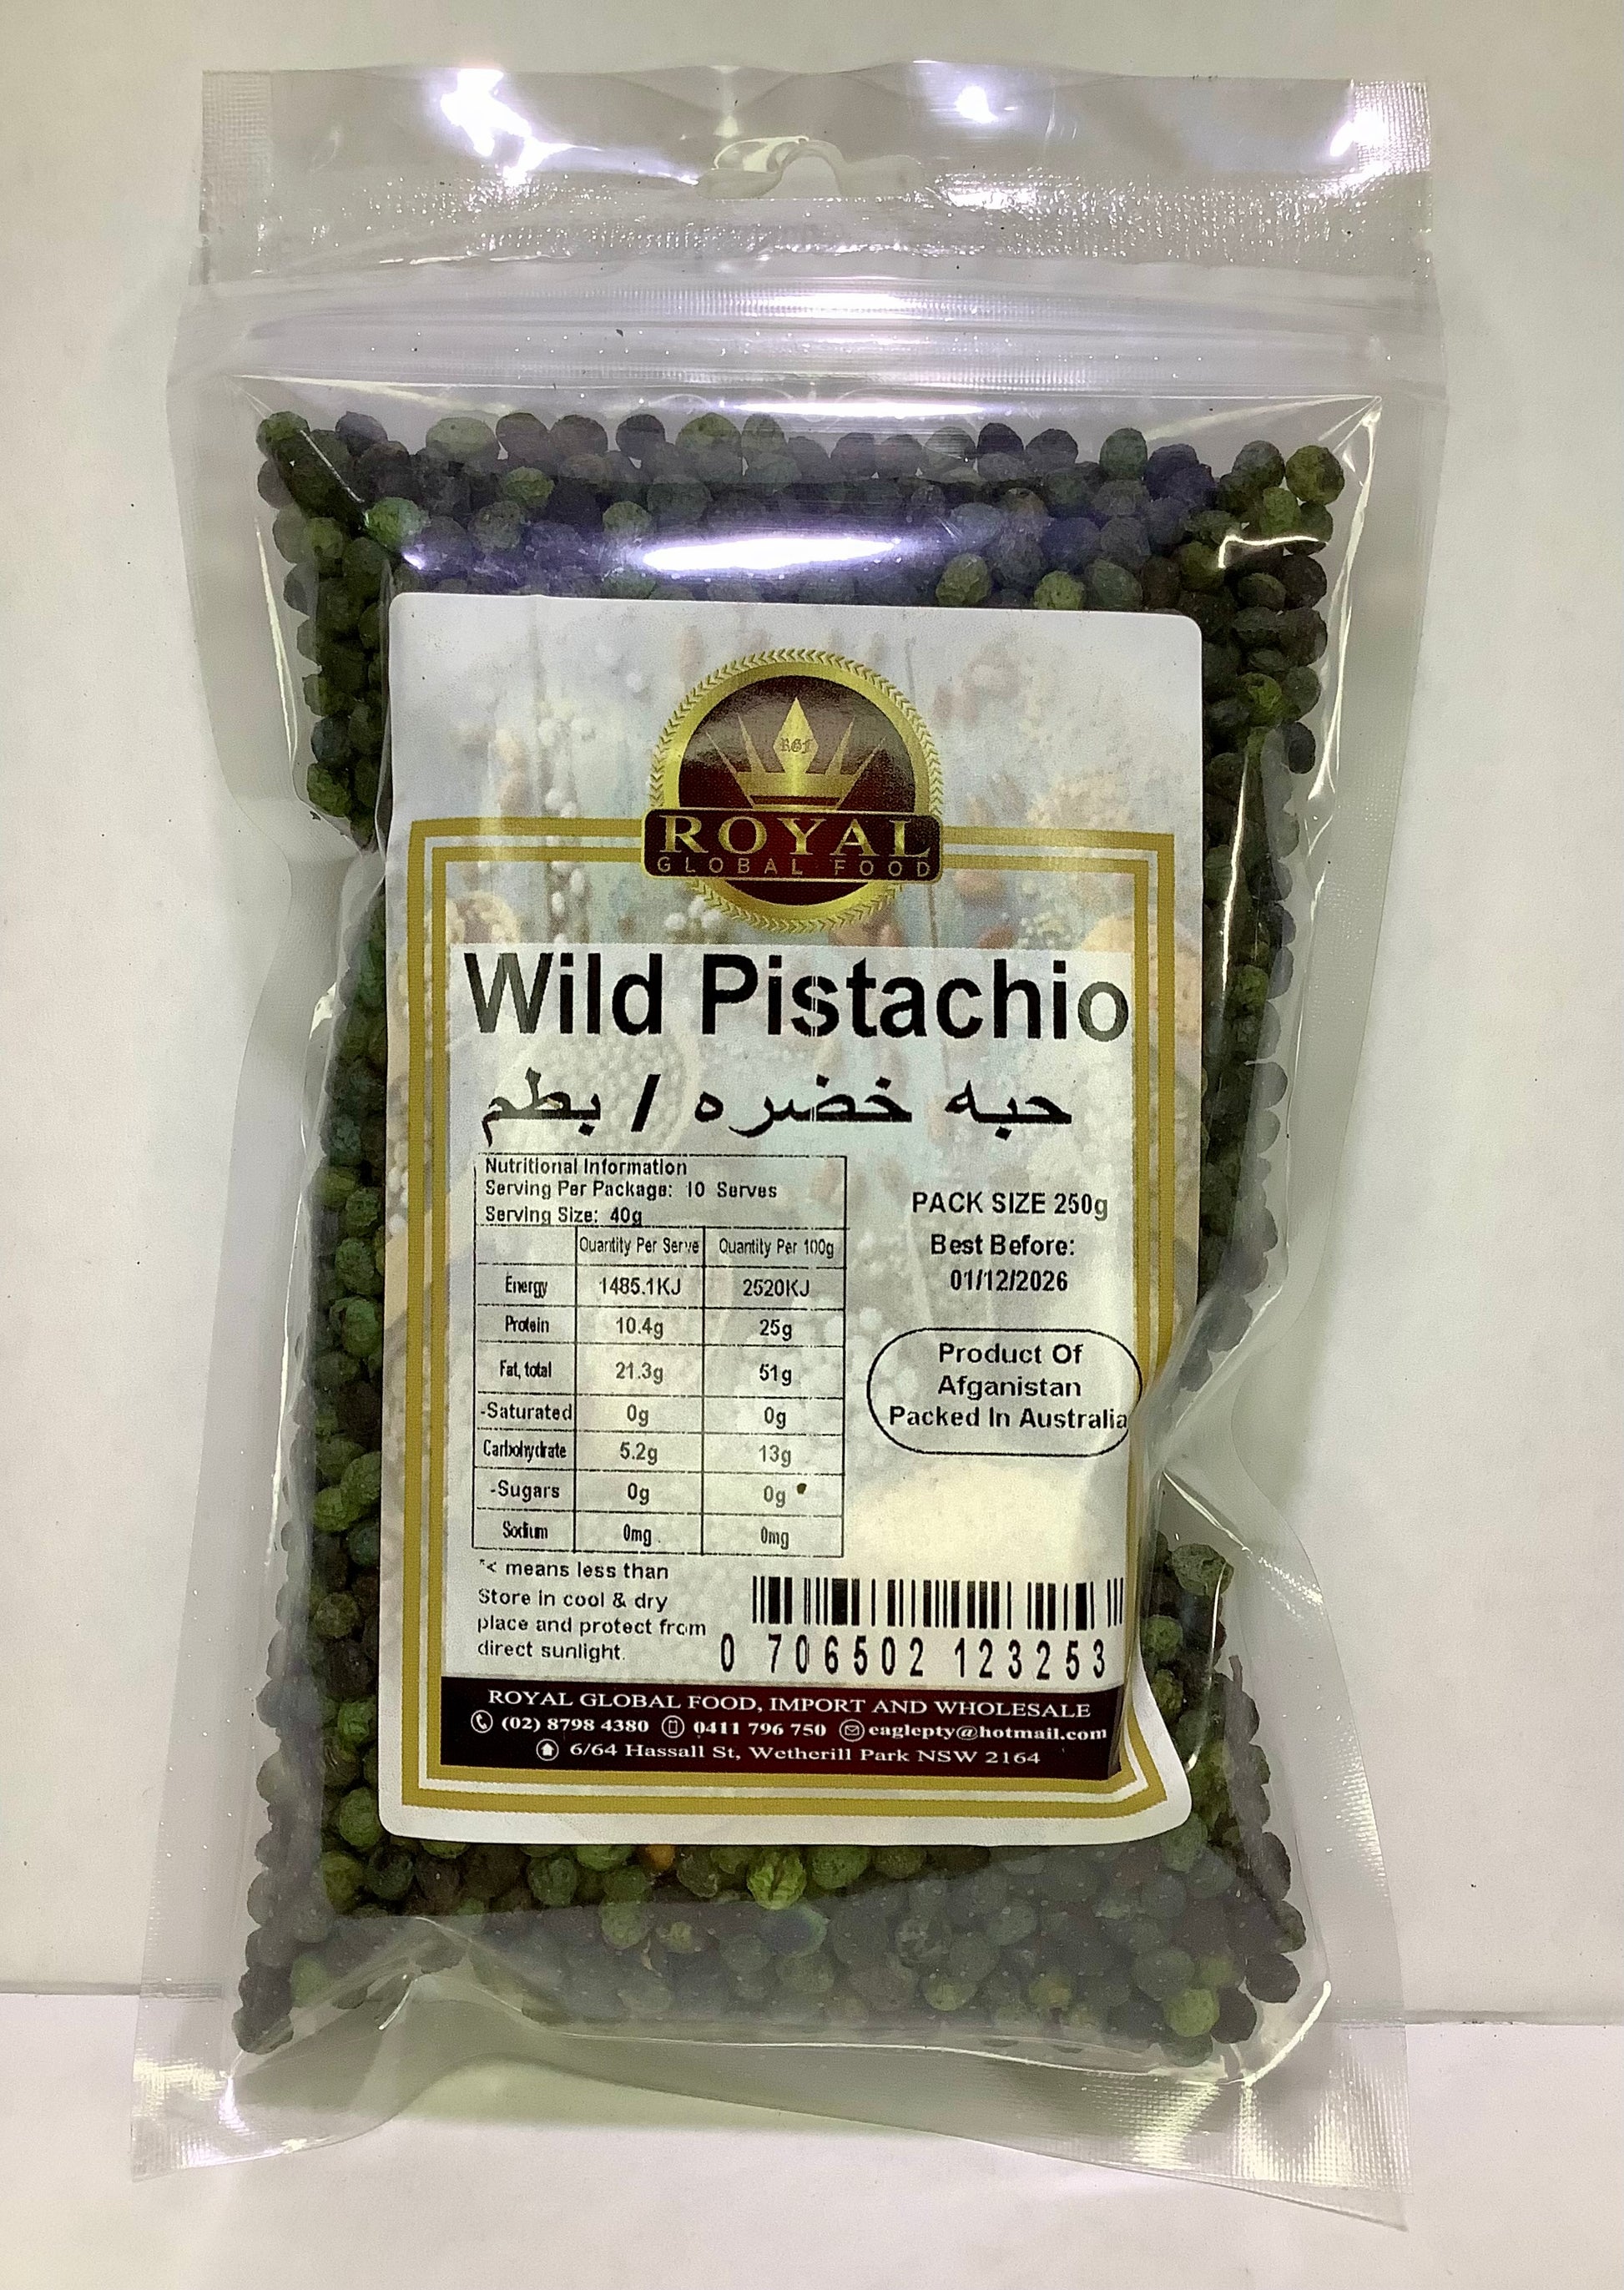 RGF
ROYAL
GLOBAL FOOD
Wild Pistachio
حبه خضره / بطم
Nutritional Information
Serving Per Package: 10 Serves
Serving Size: 40g
Quantity Per Serve Quantity Per 100g
Energy 1485.1KJ 2520KJ
Protein 10.4g 25g
Fat, total 21.3g 51g
-Saturated 0g 0g
Carbohydrate 5.2g 13g
-Sugars 0g 0g
Sodium 0mg 0mg
*< means less than
Store in cool & dry
place and protect from
direct sunlight.
PACK SIZE 250g
Best Before:
01/12/2026
Product Of
Afganistan
Packed In Australia
0 706502 123253
ROYAL GLOBAL FOOD, IMPORT AND WHOLESALE
(02) 8798 4380 0411 796 750 eaglepty@hotmail.com
6/64 Hassall St, Wetherill Park NSW 2164